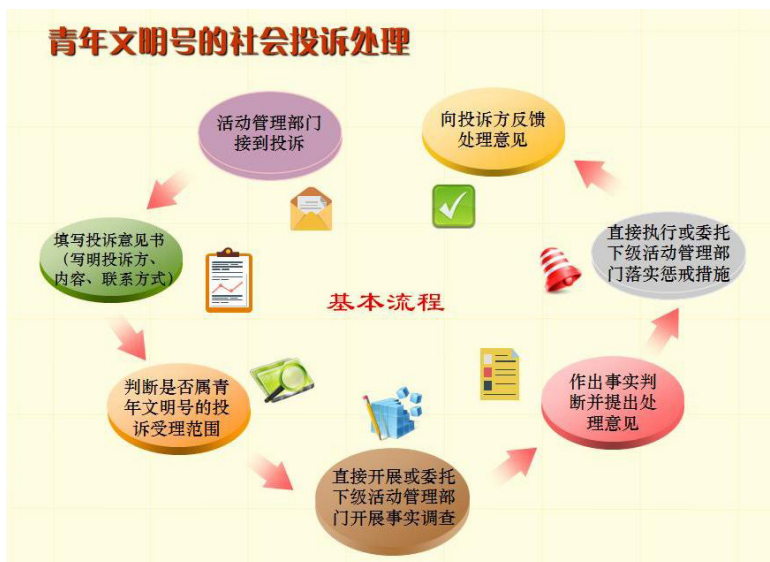 青年文明号的社会投诉处理
活动管理部门
接到投诉
填写投诉意见书
(写明投诉方、
内容、联系方式)
判断是否属青
年文明号的投
诉受理范围
直接开展或委托
下级活动管理部
门开展事实调查
作出事实判
断并提出处
理意见
直接执行或委托
下级活动管理部
门落实惩戒措施
向投诉方反馈
处理意见
基本流程